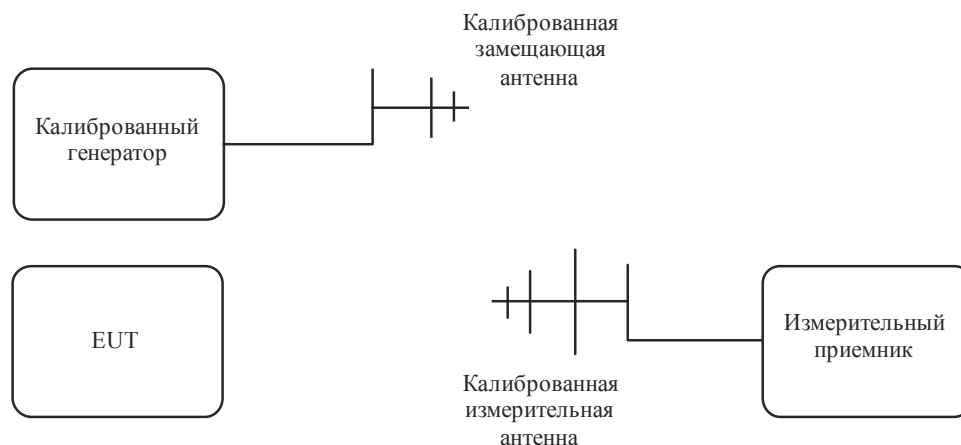 Калиброванная
замещающая
антенна
Калиброванный
генератор
EUT
Измерительный
приемник
Калиброванная
измерительная
антенна